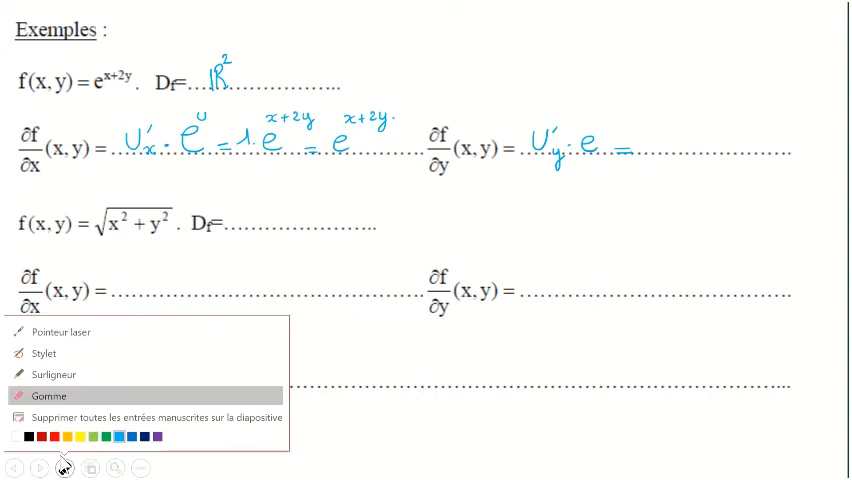 Exemples :
f(x, y) = e^{x+2y}. Df=.....ℝ².................
∂f/∂x (x, y) = U'x . e^U = 1. e^{x+2y} = e^{x+2y}. ∂f/∂y (x, y) = U'y . e =
f(x, y) = √(x² + y²). Df=......................
∂f/∂x (x, y) = ................................................ ∂f/∂y (x, y) = ..........................................
Pointeur laser
Stylet
Surligneur
Gomme
Supprimer toutes les entrées manuscrites sur la diapositive